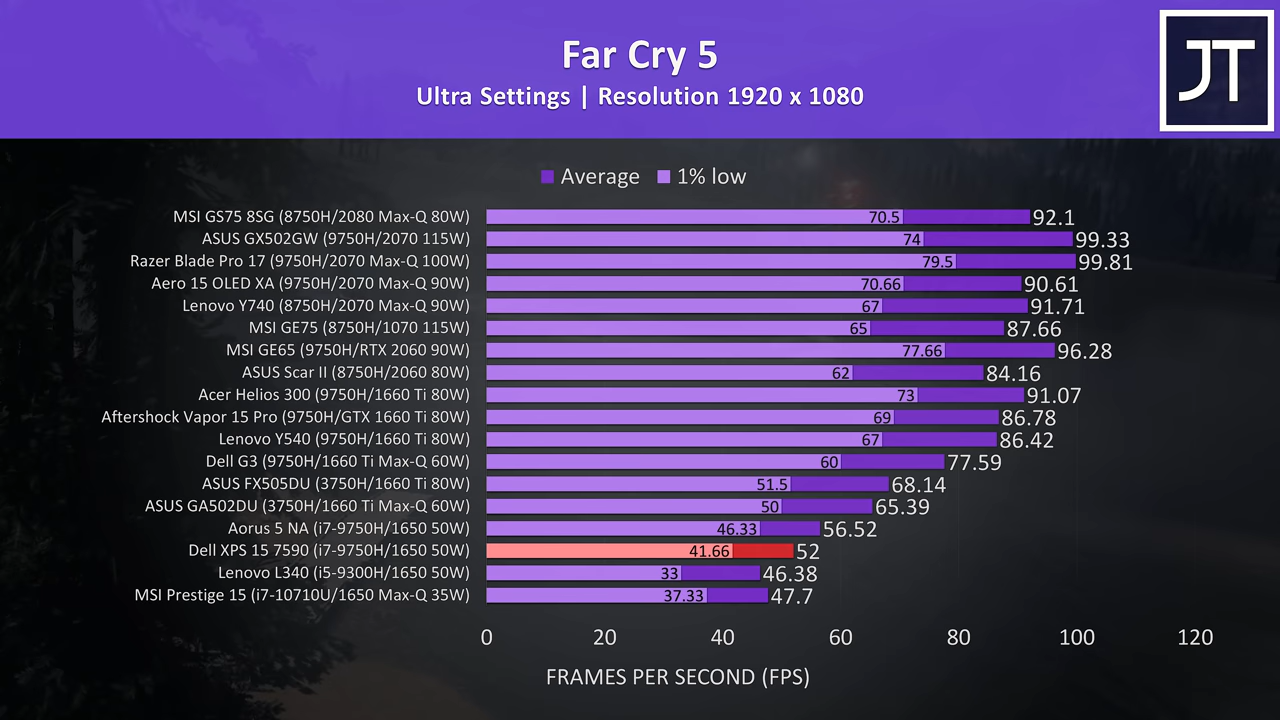 Far Cry 5
Ultra Settings | Resolution 1920 x 1080
JT
Average 1% low
MSI GS75 8SG (8750H/2080 Max-Q 80W) 70.5 92.1
ASUS GX502GW (9750H/2070 115W) 74 99.33
Razer Blade Pro 17 (9750H/2070 Max-Q 100W) 79.5 99.81
Aero 15 OLED XA (9750H/2070 Max-Q 90W) 70.66 90.61
Lenovo Y740 (8750H/2070 Max-Q 90W) 67 91.71
MSI GE75 (8750H/1070 115W) 65 87.66
MSI GE65 (9750H/RTX 2060 90W) 77.66 96.28
ASUS Scar II (8750H/2060 80W) 62 84.16
Acer Helios 300 (9750H/1660 Ti 80W) 73 91.07
Aftershock Vapor 15 Pro (9750H/GTX 1660 Ti 80W) 69 86.78
Lenovo Y540 (9750H/1660 Ti 80W) 67 86.42
Dell G3 (9750H/1660 Ti Max-Q 60W) 60 77.59
ASUS FX505DU (3750H/1660 Ti 80W) 51.5 68.14
ASUS GA502DU (3750H/1660 Ti Max-Q 60W) 50 65.39
Aorus 5 NA (i7-9750H/1650 50W) 46.33 56.52
Dell XPS 15 7590 (i7-9750H/1650 50W) 41.66 52
Lenovo L340 (i5-9300H/1650 50W) 33 46.38
MSI Prestige 15 (i7-10710U/1650 Max-Q 35W) 37.33 47.7
0 20 40 60 80 100 120
FRAMES PER SECOND (FPS)